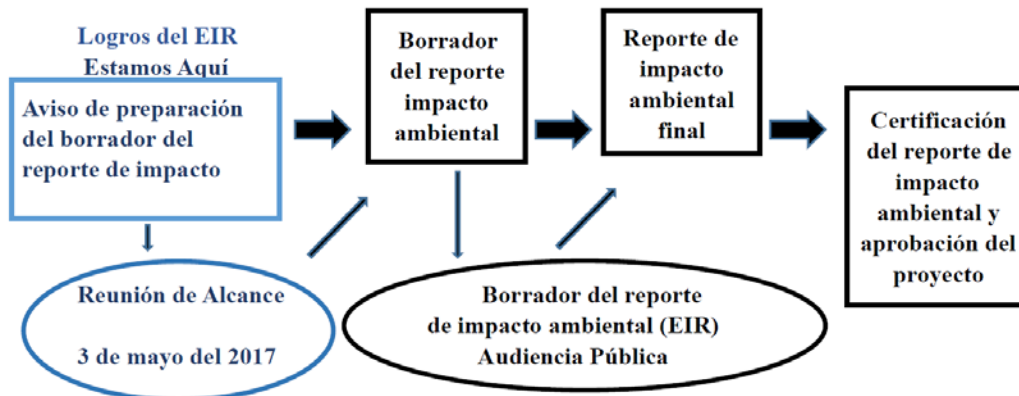 Logros del EIR
Estamos Aquí
Aviso de preparación
del borrador del
reporte de impacto
Borrador
del reporte
impacto
ambiental
Reporte de
impacto
ambiental
final
Certificación
del reporte de
impacto
ambiental y
aprobación del
proyecto
Reunión de Alcance
3 de mayo del 2017
Borrador del reporte
de impacto ambiental (EIR)
Audiencia Pública